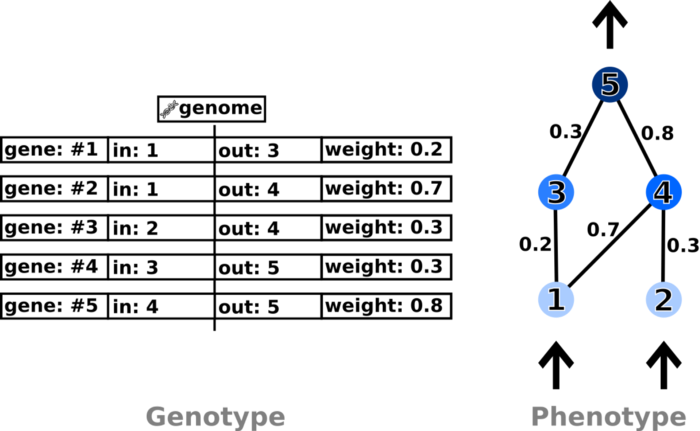 genome
gene: #1 in: 1 out: 3 weight: 0.2
gene: #2 in: 1 out: 4 weight: 0.7
gene: #3 in: 2 out: 4 weight: 0.3
gene: #4 in: 3 out: 5 weight: 0.3
gene: #5 in: 4 out: 5 weight: 0.8
Genotype
5
0.3 0.8
3 4
0.2 0.7 0.3
1 2
Phenotype